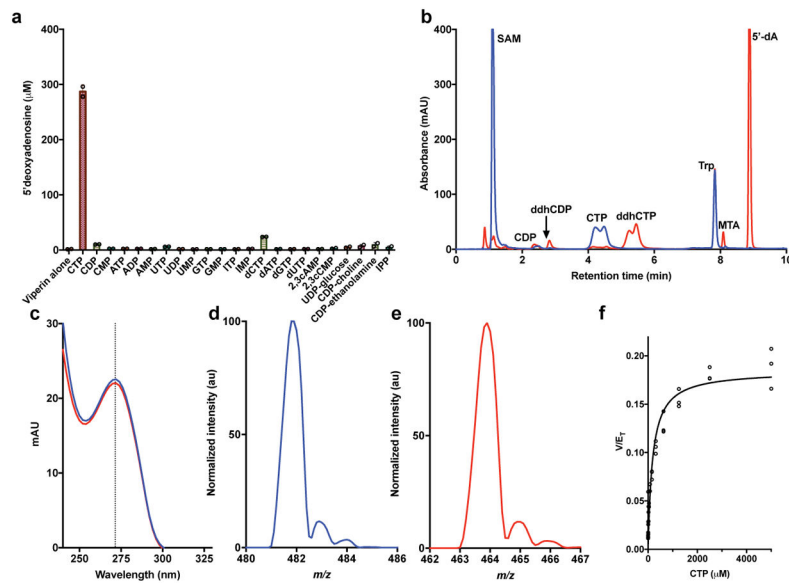 a
5'deoxyadenosine (μM)
400
300
200
100
0
Viperin alone
CTP
CDP
CMP
ATP
ADP
AMP
UTP
UDP
UMP
GTP
GMP
ITP
IMP
dCTP
dATP
dGTP
dUTP
2,3cAMP
2,3cCMP
UDP-glucose
CDP-choline
CDP-ethanolamine
IPP
b
Absorbance (mAU)
400
300
200
100
0
SAM
CDP
ddhCDP
CTP
ddhCTP
Trp
MTA
5'-dA
0 2 4 6 8 10
Retention time (min)
c
mAU
30
20
10
0
250 275 300 325
Wavelength (nm)
d
Normalized intensity (au)
100
50
0
480 482 484 486
m/z
e
Normalized intensity (au)
100
50
0
462 463 464 465 466 467
m/z
f
V/E_T
0.20
0.15
0.10
0.05
0.00
0 2000 4000
CTP (μM)